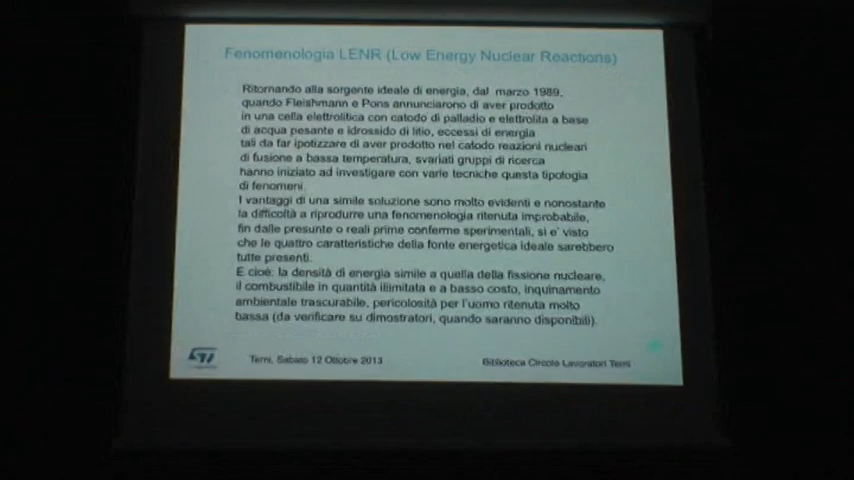 Fenomenologia LENR (Low Energy Nuclear Reactions)
Ritornando alla sorgente ideale di energia, dal marzo 1989,
quando Fleishmann e Pons annunciarono di aver prodotto
in una cella elettrolitica con catodo di palladio e elettrolita a base
di acqua pesante e idrossido di litio, eccessi di energia
tali da far ipotizzare di aver prodotto nel catodo reazioni nucleari
di fusione a bassa temperatura, svariati gruppi di ricerca
hanno iniziato ad investigare con varie tecniche questa tipologia
di fenomeni.
I vantaggi di una simile soluzione sono molto evidenti e nonostante
la difficoltà a riprodurre una fenomenologia ritenuta improbabile,
fin dalle presunte o reali prime conferme sperimentali, si e' visto
che le quattro caratteristiche della fonte energetica ideale sarebbero
tutte presenti.
E cioè: la densità di energia simile a quella della fissione nucleare,
il combustibile in quantità illimitata e a basso costo, inquinamento
ambientale trascurabile, pericolosità per l'uomo ritenuta molto
bassa (da verificare su dimostratori, quando saranno disponibili).
ST
Terni, Sabato 12 Ottobre 2013
Biblioteca Circolo Lavoratori Terni